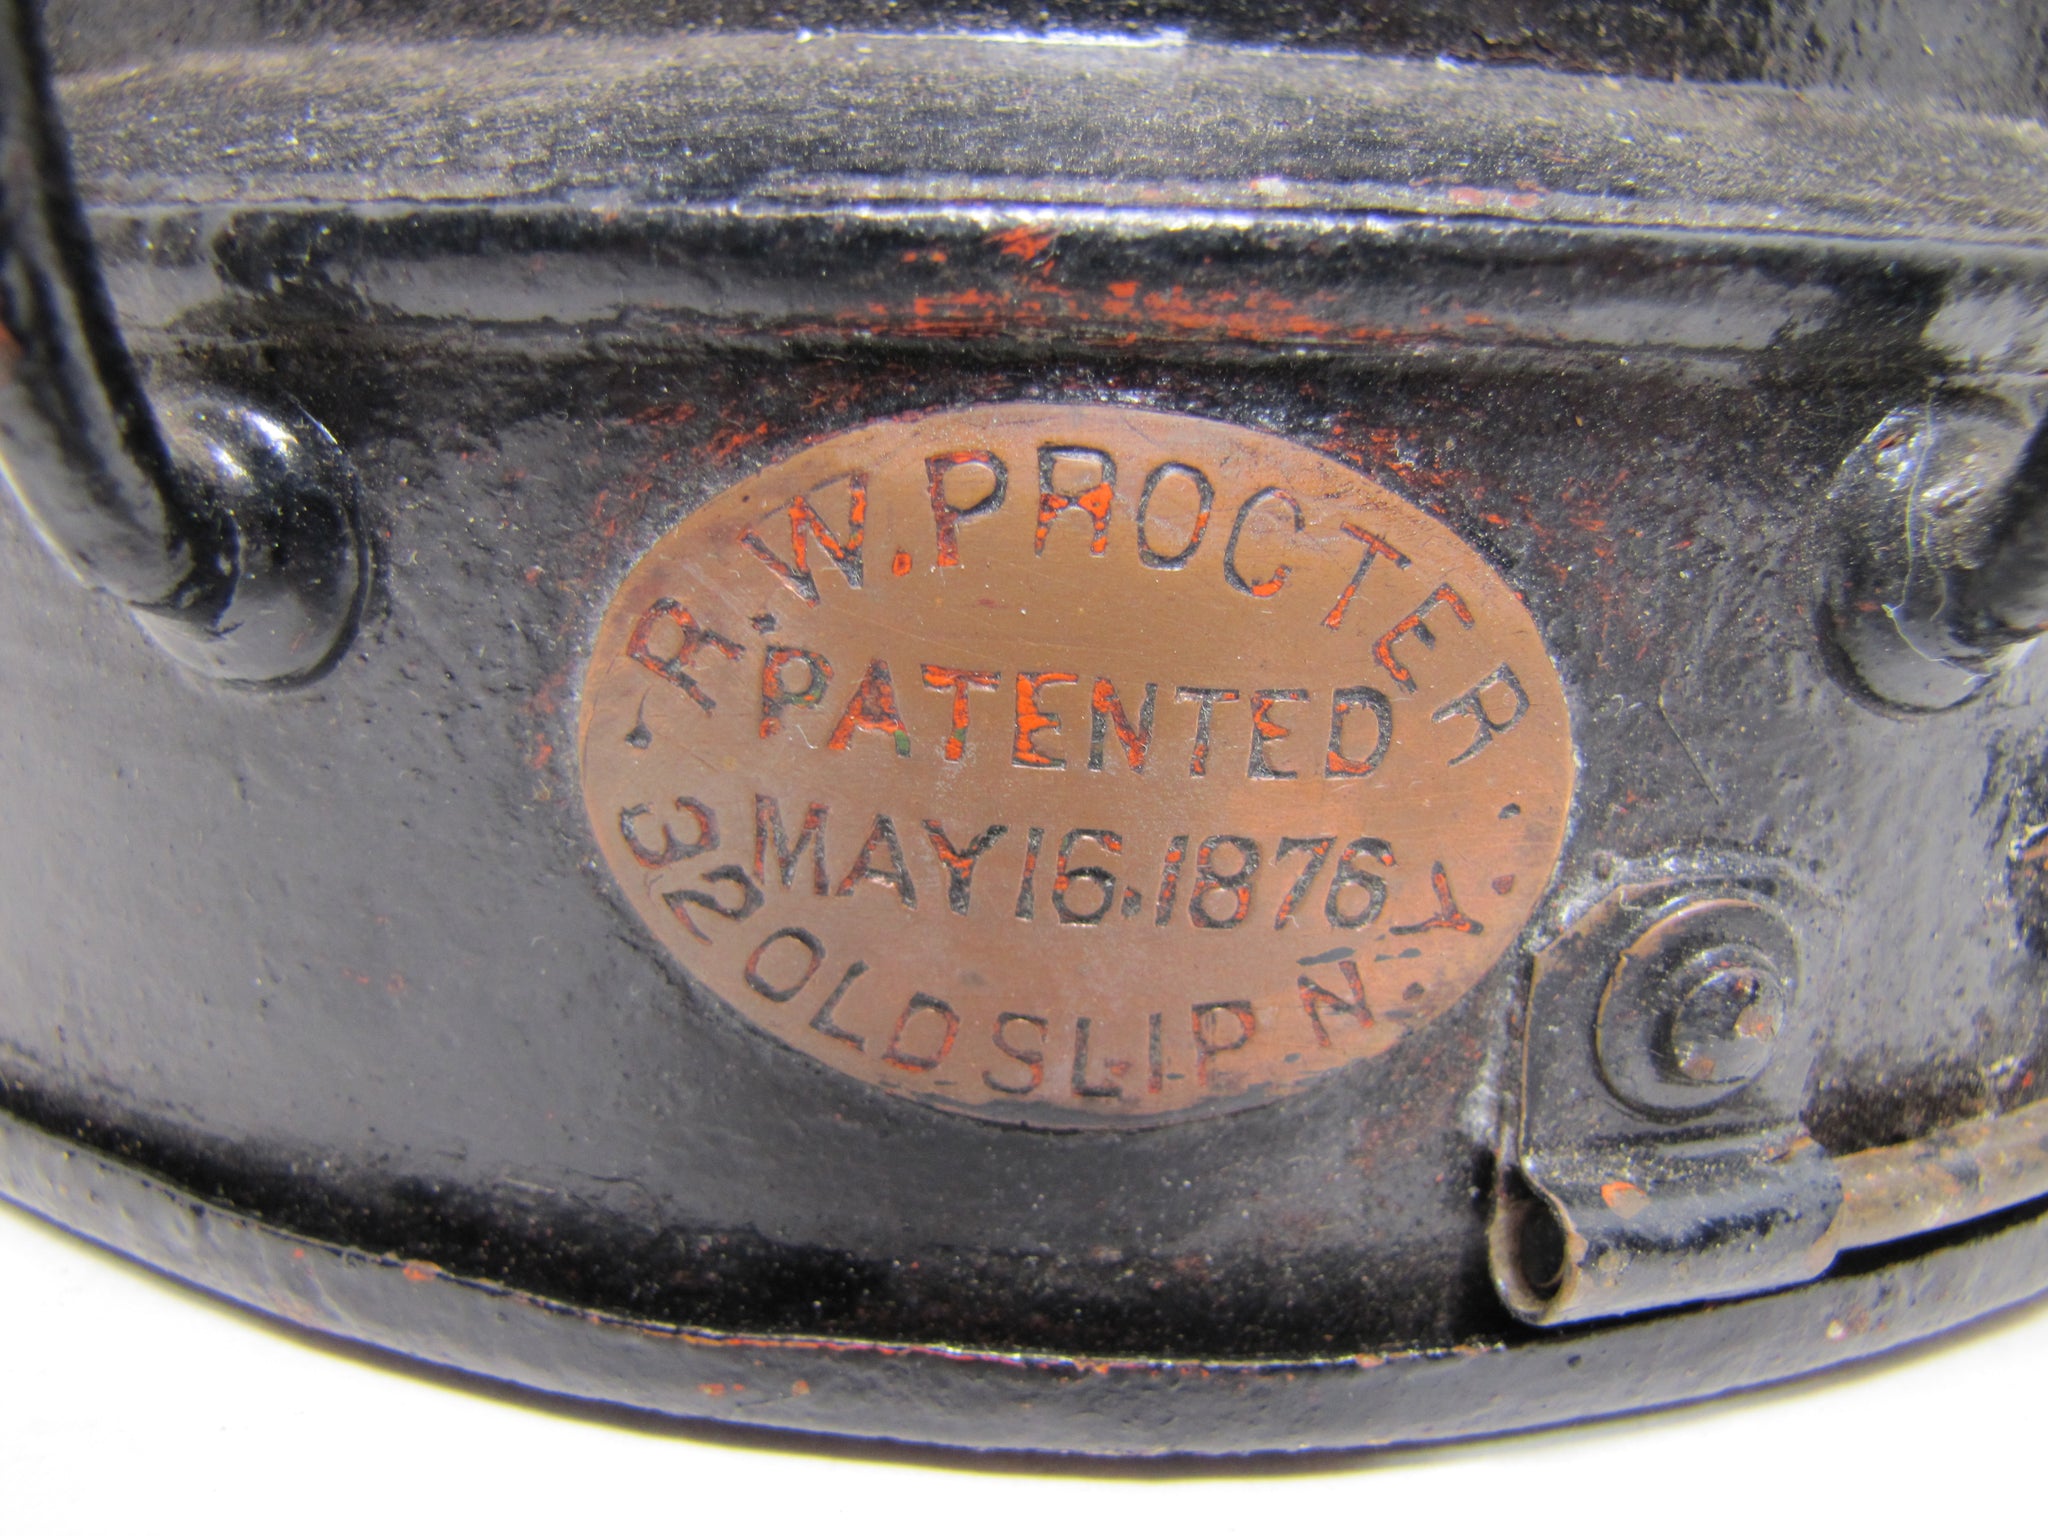 R.W.PROCTER
PATENTED
MAY 16.1876
32 OLD SLIP N.Y